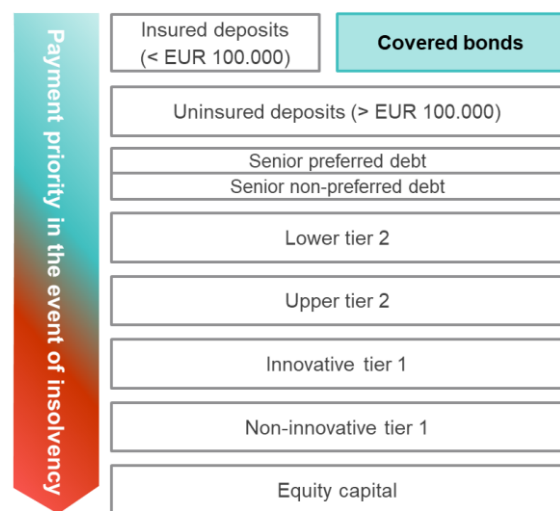 Payment priority in the event of insolvency
Insured deposits
(< EUR 100.000)
Covered bonds
Uninsured deposits (> EUR 100.000)
Senior preferred debt
Senior non-preferred debt
Lower tier 2
Upper tier 2
Innovative tier 1
Non-innovative tier 1
Equity capital